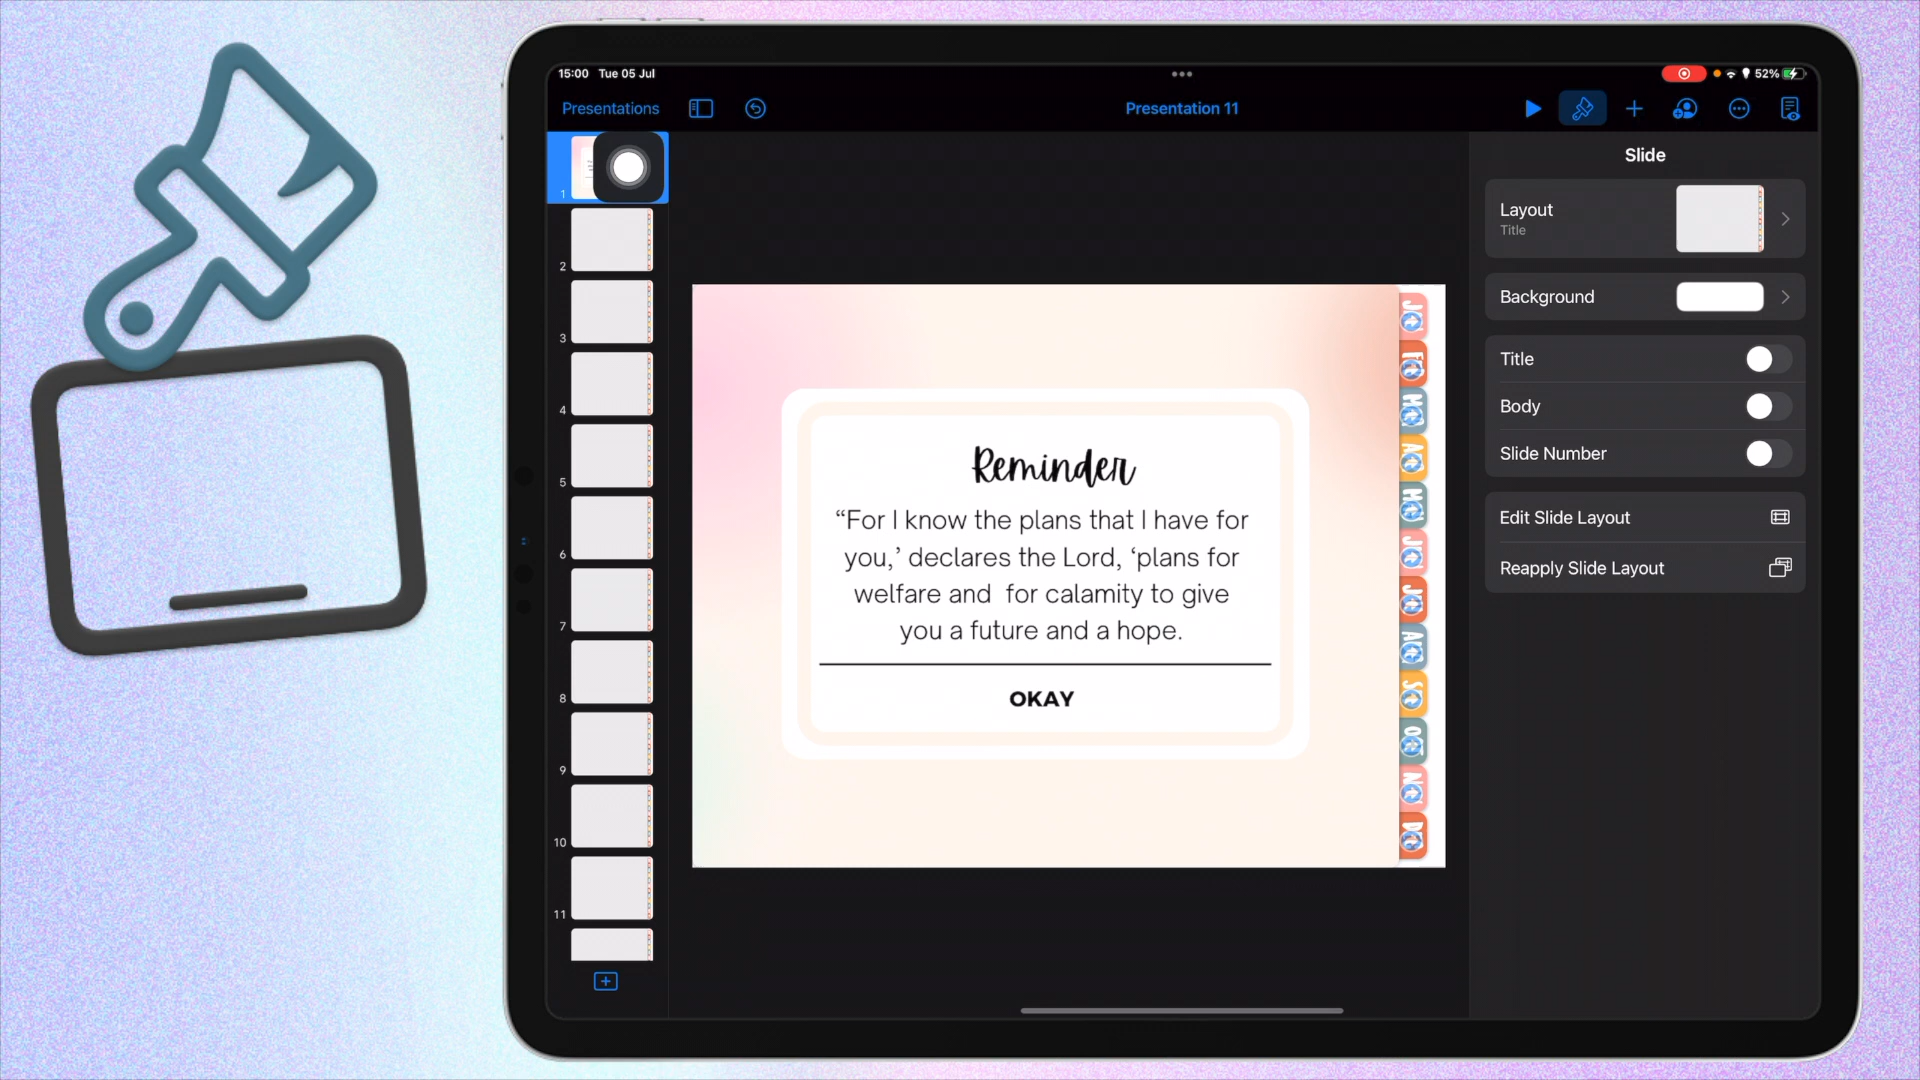 15:00 Tue 05 Jul
52%
Presentations
Presentation 11
1
2
3
4
5
6
7
8
9
10
11
Reminder
“For I know the plans that I have for
you,’ declares the Lord, ‘plans for
welfare and for calamity to give
you a future and a hope.
OKAY
Slide
Layout
Title
Background
Title
Body
Slide Number
Edit Slide Layout
Reapply Slide Layout